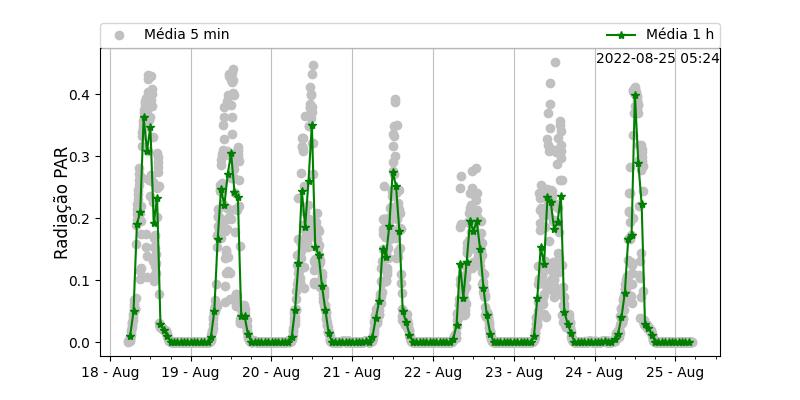 Média 5 min
Média 1 h
2022-08-25 05:24
Radiação PAR
0.4
0.3
0.2
0.1
0.0
18 - Aug
19 - Aug
20 - Aug
21 - Aug
22 - Aug
23 - Aug
24 - Aug
25 - Aug